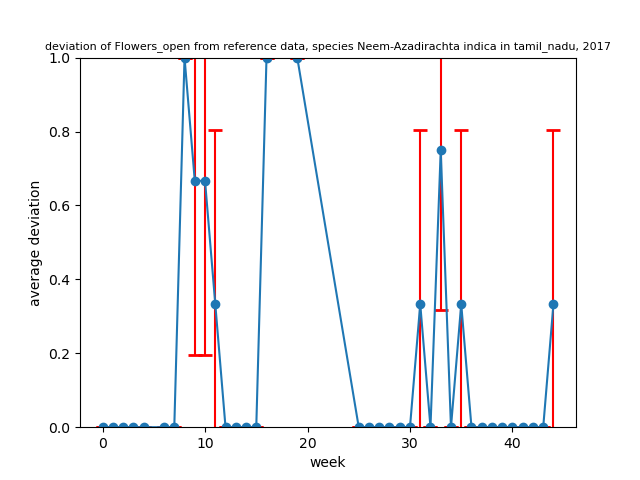 deviation of Flowers_open from reference data, species Neem-Azadirachta indica in tamil_nadu, 2017
1.0
0.8
0.6
0.4
0.2
0.0
average deviation
0 10 20 30 40
week